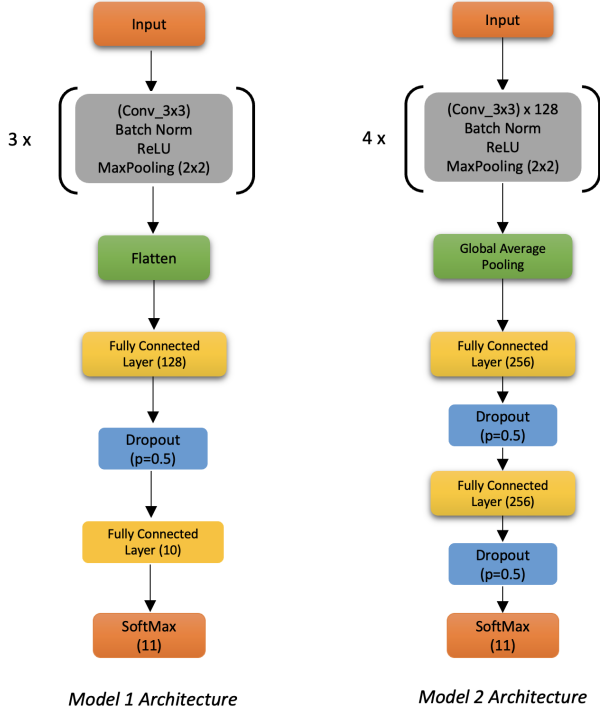 Input
3 x
(Conv_3x3)
Batch Norm
ReLU
MaxPooling (2x2)
Flatten
Fully Connected
Layer (128)
Dropout
(p=0.5)
Fully Connected
Layer (10)
SoftMax
(11)
Model 1 Architecture
Input
4 x
(Conv_3x3) x 128
Batch Norm
ReLU
MaxPooling (2x2)
Global Average
Pooling
Fully Connected
Layer (256)
Dropout
(p=0.5)
Fully Connected
Layer (256)
Dropout
(p=0.5)
SoftMax
(11)
Model 2 Architecture